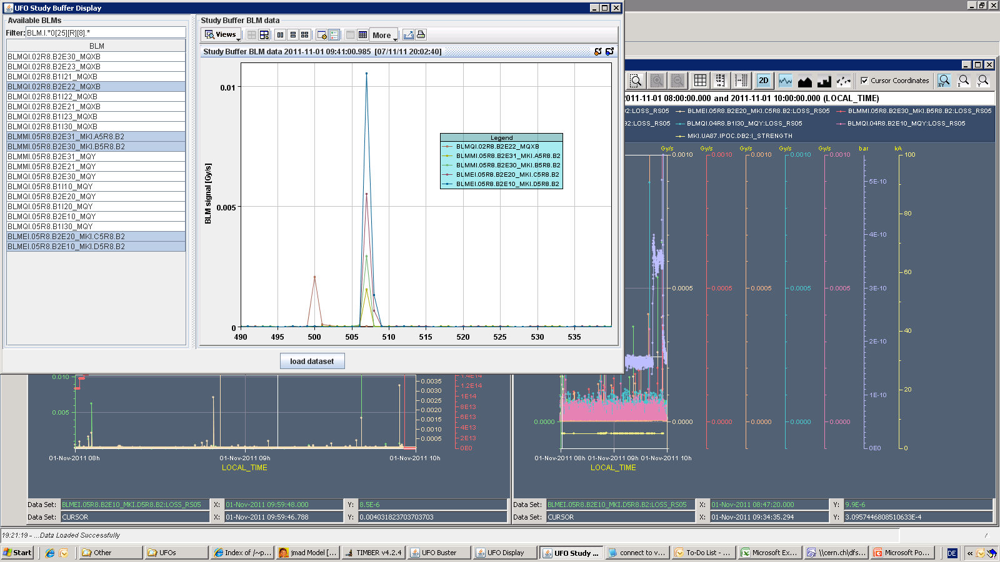 UFO Study Buffer Display
Available BLMs
Filter: BLM.I.*0[25][R][8].*
BLM
BLMQI.02R8.B2E30_MQXB
BLMQI.02R8.B2E23_MQXB
BLMQI.02R8.B1I21_MQXB
BLMQI.02R8.B2E22_MQXB
BLMQI.02R8.B1I22_MQXB
BLMQI.02R8.B2E21_MQXB
BLMQI.02R8.B1I23_MQXB
BLMQI.02R8.B1I30_MQXB
BLMMI.05R8.B2E31_MKI.A5R8.B2
BLMMI.05R8.B2E30_MKI.B5R8.B2
BLMMI.05R8.B2E31_MQY
BLMMI.05R8.B2E21_MQY
BLMQI.05R8.B2E30_MQY
BLMQI.05R8.B1I10_MQY
BLMQI.05R8.B2E20_MQY
BLMQI.05R8.B1I20_MQY
BLMQI.05R8.B2E10_MQY
BLMQI.05R8.B1I30_MQY
BLMEI.05R8.B2E20_MKI.C5R8.B2
BLMEI.05R8.B2E10_MKI.D5R8.B2
Study Buffer BLM data
Views
More
Study Buffer BLM data 2011-11-01 09:41:00.985 [07/11/11 20:02:40]
BLM signal [Gy/s]
0.01
0.005
0
490 495 500 505 510 515 520 525 530 535
Legend
BLMQI.02R8.B2E22_MQXB
BLMMI.05R8.B2E31_MKI.A5R8.B2
BLMMI.05R8.B2E30_MKI.B5R8.B2
BLMEI.05R8.B2E20_MKI.C5R8.B2
BLMEI.05R8.B2E10_MKI.D5R8.B2
load dataset
2D
Cursor Coordinates
XY X Y
2011-11-01 08:00:00.000 and 2011-11-01 10:00:00.000 (LOCAL_TIME)
B2:LOSS_RS05 BLMEI.05R8.B2E20_MKI.C5R8.B2:LOSS_RS05 BLMMI.05R8.B2E30_MKI.B5R8.B2:LOSS_RS05
B2:LOSS_RS05 BLMQI.04R8.B1I30_MQY:LOSS_RS05 BLMQI.04R8.B2E10_MQY:LOSS_RS05
MKI.UA87.IPOC.DB2:I_STRENGTH
Gy/s Gy/s Gy/s Gy/s Gy/s bar kA
0.0010 0.0010 0.0010 0.0010 0.0010 100
5E-10
80
4E-10
60
0.0005 0.0005 0.0005 0.0005 0.0005 3E-10
40
2E-10
20
1E-10
0.0000 0.0000 0.0000 0.0000 0.0000 0.0000
0E0 0
01-Nov-2011 08h 01-Nov-2011 09h 01-Nov-2011 10h
LOCAL_TIME
0.010
0.005
0.0035
0.0030
0.0025
0.0020
0.0015
0.0010
0.0005
1.4E14
1.2E14
1E14
8E13
6E13
4E13
2E13
0E0
01-Nov-2011 08h 01-Nov-2011 09h 01-Nov-2011 10h
LOCAL_TIME
Data Set: BLMEI.05R8.B2E10_MKI.D5R8.B2:LOSS_RS05 X: 01-Nov-2011 09:59:48.000 Y: 8.5E-6
Data Set: CURSOR X: 01-Nov-2011 09:59:46.788 Y: 0.004031823703703703
Data Set: BLMEI.05R8.B2E10_MKI.D5R8.B2:LOSS_RS05 X: 01-Nov-2011 08:47:20.000 Y: 9.9E-6
Data Set: CURSOR X: 01-Nov-2011 09:34:35.294 Y: 3.0957446808510633E-4
19:21:19 - ...Data Loaded Successfully
Start Other UFOs Index of /~p... jmad Model [... TIMBER v4.2.4 UFO Buster UFO Display UFO Study ... connect to v... To-Do List - ... Microsoft Ex... \\cern.ch\dfs... Microsoft Po... DE «